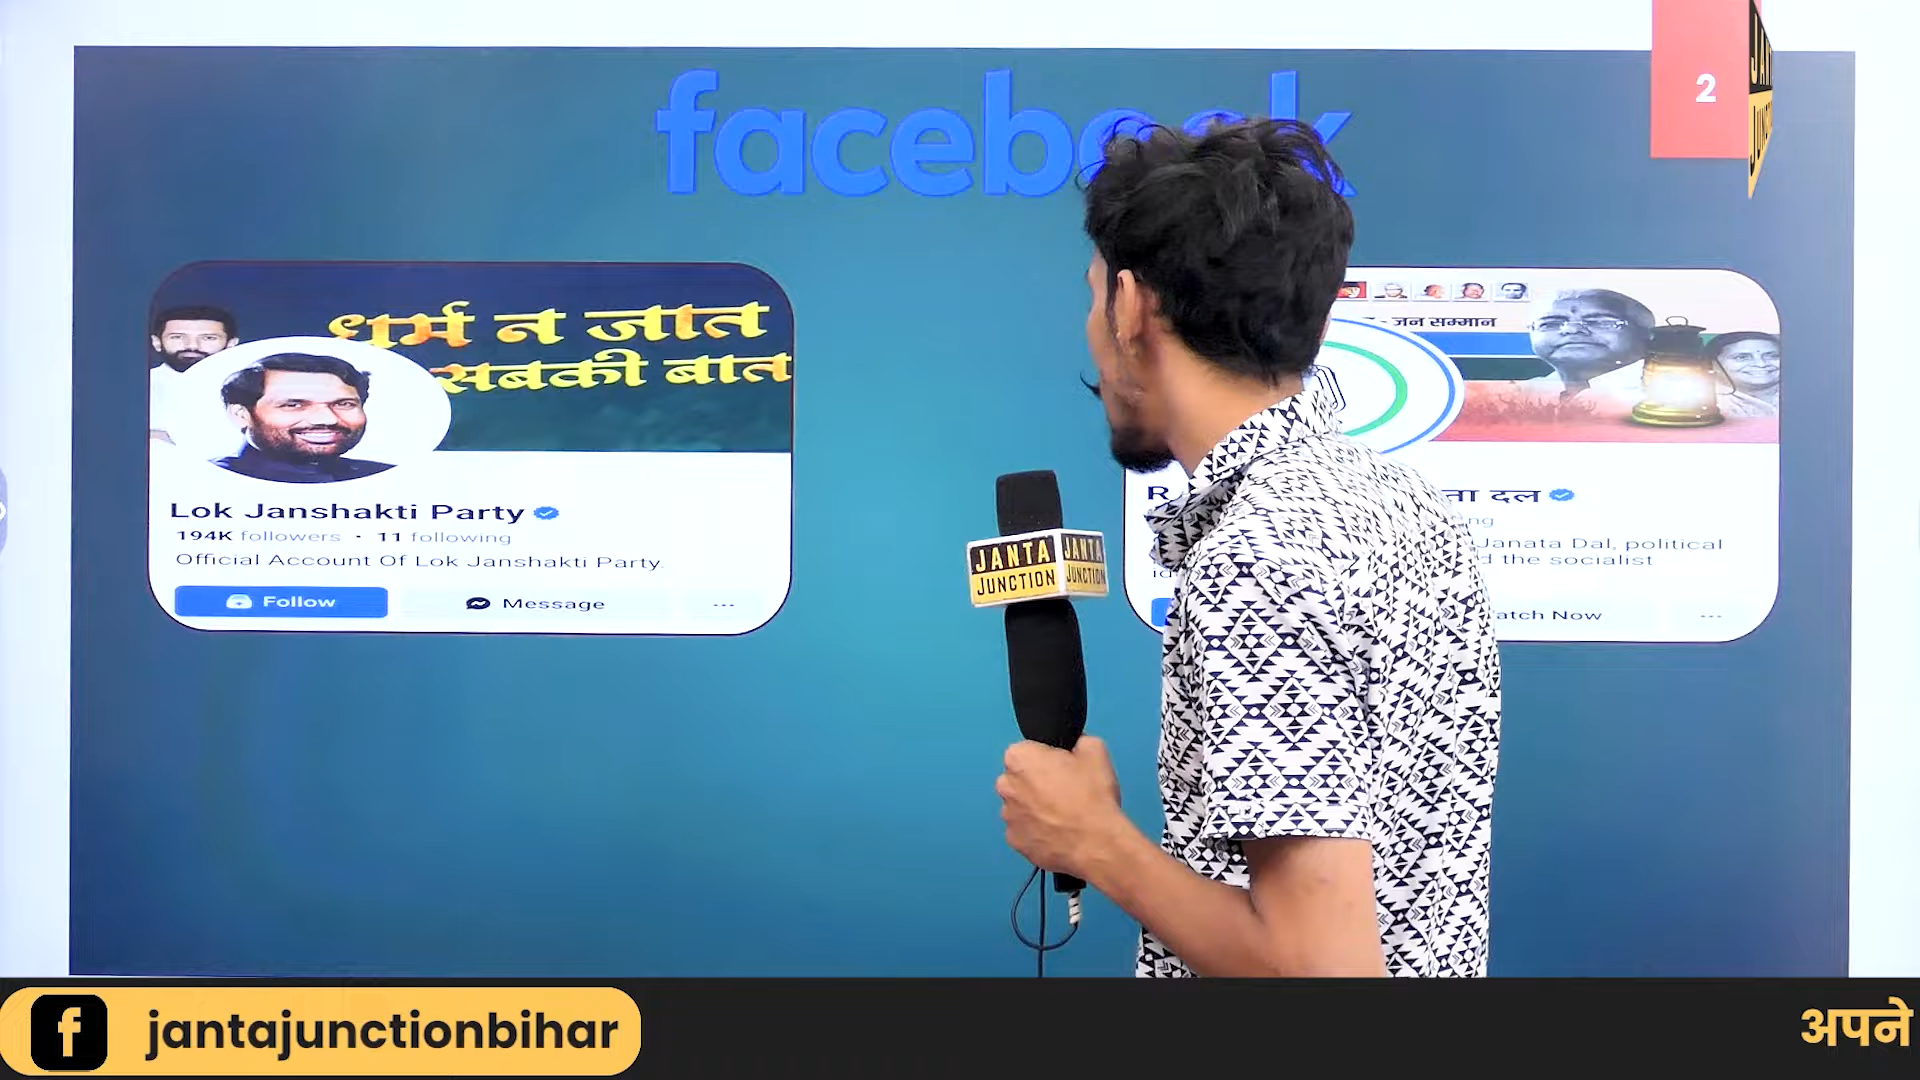 facebook
2
धर्म न जात
सबकी बात
Lok Janshakti Party
194K followers · 11 following
Official Account Of Lok Janshakti Party.
Follow
Message
जन सम्मान
दल
Janata Dal, political
the socialist
Now
JANTA JUNCTION
JANTA JUNCTION
jantajunctionbihar
अपने